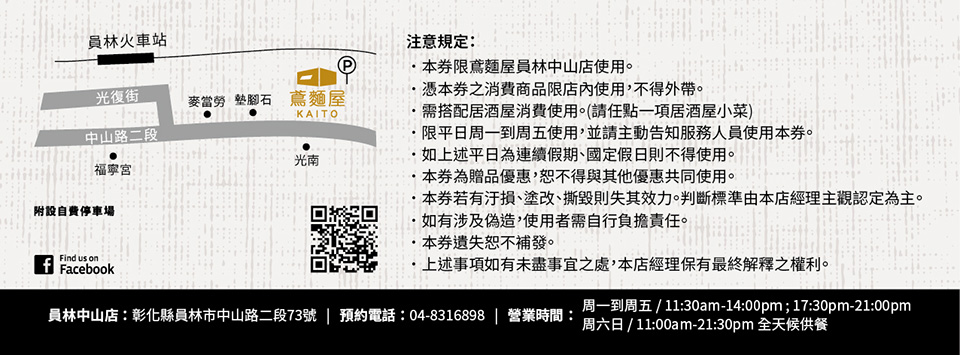 員林火車站
P
光復街
麥當勞
墊腳石
鳶麵屋
KAITO
中山路二段
福寧宮
光南
附設自費停車場
Find us on
Facebook
注意規定：
・本券限鳶麵屋員林中山店使用。
・憑本券之消費商品限店內使用，不得外帶。
・需搭配居酒屋消費使用。(請任點一項居酒屋小菜)
・限平日周一到周五使用，並請主動告知服務人員使用本券。
・如上述平日為連續假期、國定假日則不得使用。
・本券為贈品優惠，恕不得與其他優惠共同使用。
・本券若有汙損、塗改、撕毀則失其效力。判斷標準由本店經理主觀認定為主。
・如有涉及偽造，使用者需自行負擔責任。
・本券遺失恕不補發。
・上述事項如有未盡事宜之處，本店經理保有最終解釋之權利。
員林中山店：彰化縣員林市中山路二段73號 | 預約電話：04-8316898 | 營業時間：
周一到周五 / 11:30am-14:00pm ; 17:30pm-21:00pm
周六日 / 11:00am-21:30pm 全天候供餐